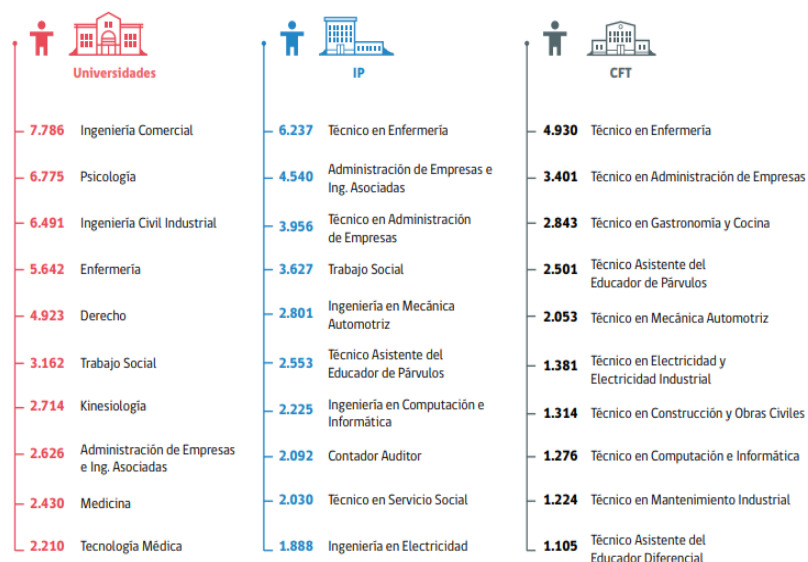 Universidades
7.786 Ingeniería Comercial
6.775 Psicología
6.491 Ingeniería Civil Industrial
5.642 Enfermería
4.923 Derecho
3.162 Trabajo Social
2.714 Kinesiología
2.626 Administración de Empresas
e Ing. Asociadas
2.430 Medicina
2.210 Tecnología Médica
IP
6.237 Técnico en Enfermería
4.540 Administración de Empresas e
Ing. Asociadas
3.956 Técnico en Administración
de Empresas
3.627 Trabajo Social
2.801 Ingeniería en Mecánica
Automotriz
2.553 Técnico Asistente del
Educador de Párvulos
2.225 Ingeniería en Computación e
Informática
2.092 Contador Auditor
2.030 Técnico en Servicio Social
1.888 Ingeniería en Electricidad
CFT
4.930 Técnico en Enfermería
3.401 Técnico en Administración de Empresas
2.843 Técnico en Gastronomía y Cocina
2.501 Técnico Asistente del
Educador de Párvulos
2.053 Técnico en Mecánica Automotriz
1.381 Técnico en Electricidad y
Electricidad Industrial
1.314 Técnico en Construcción y Obras Civiles
1.276 Técnico en Computación e Informática
1.224 Técnico en Mantenimiento Industrial
1.105 Técnico Asistente del
Educador Diferencial